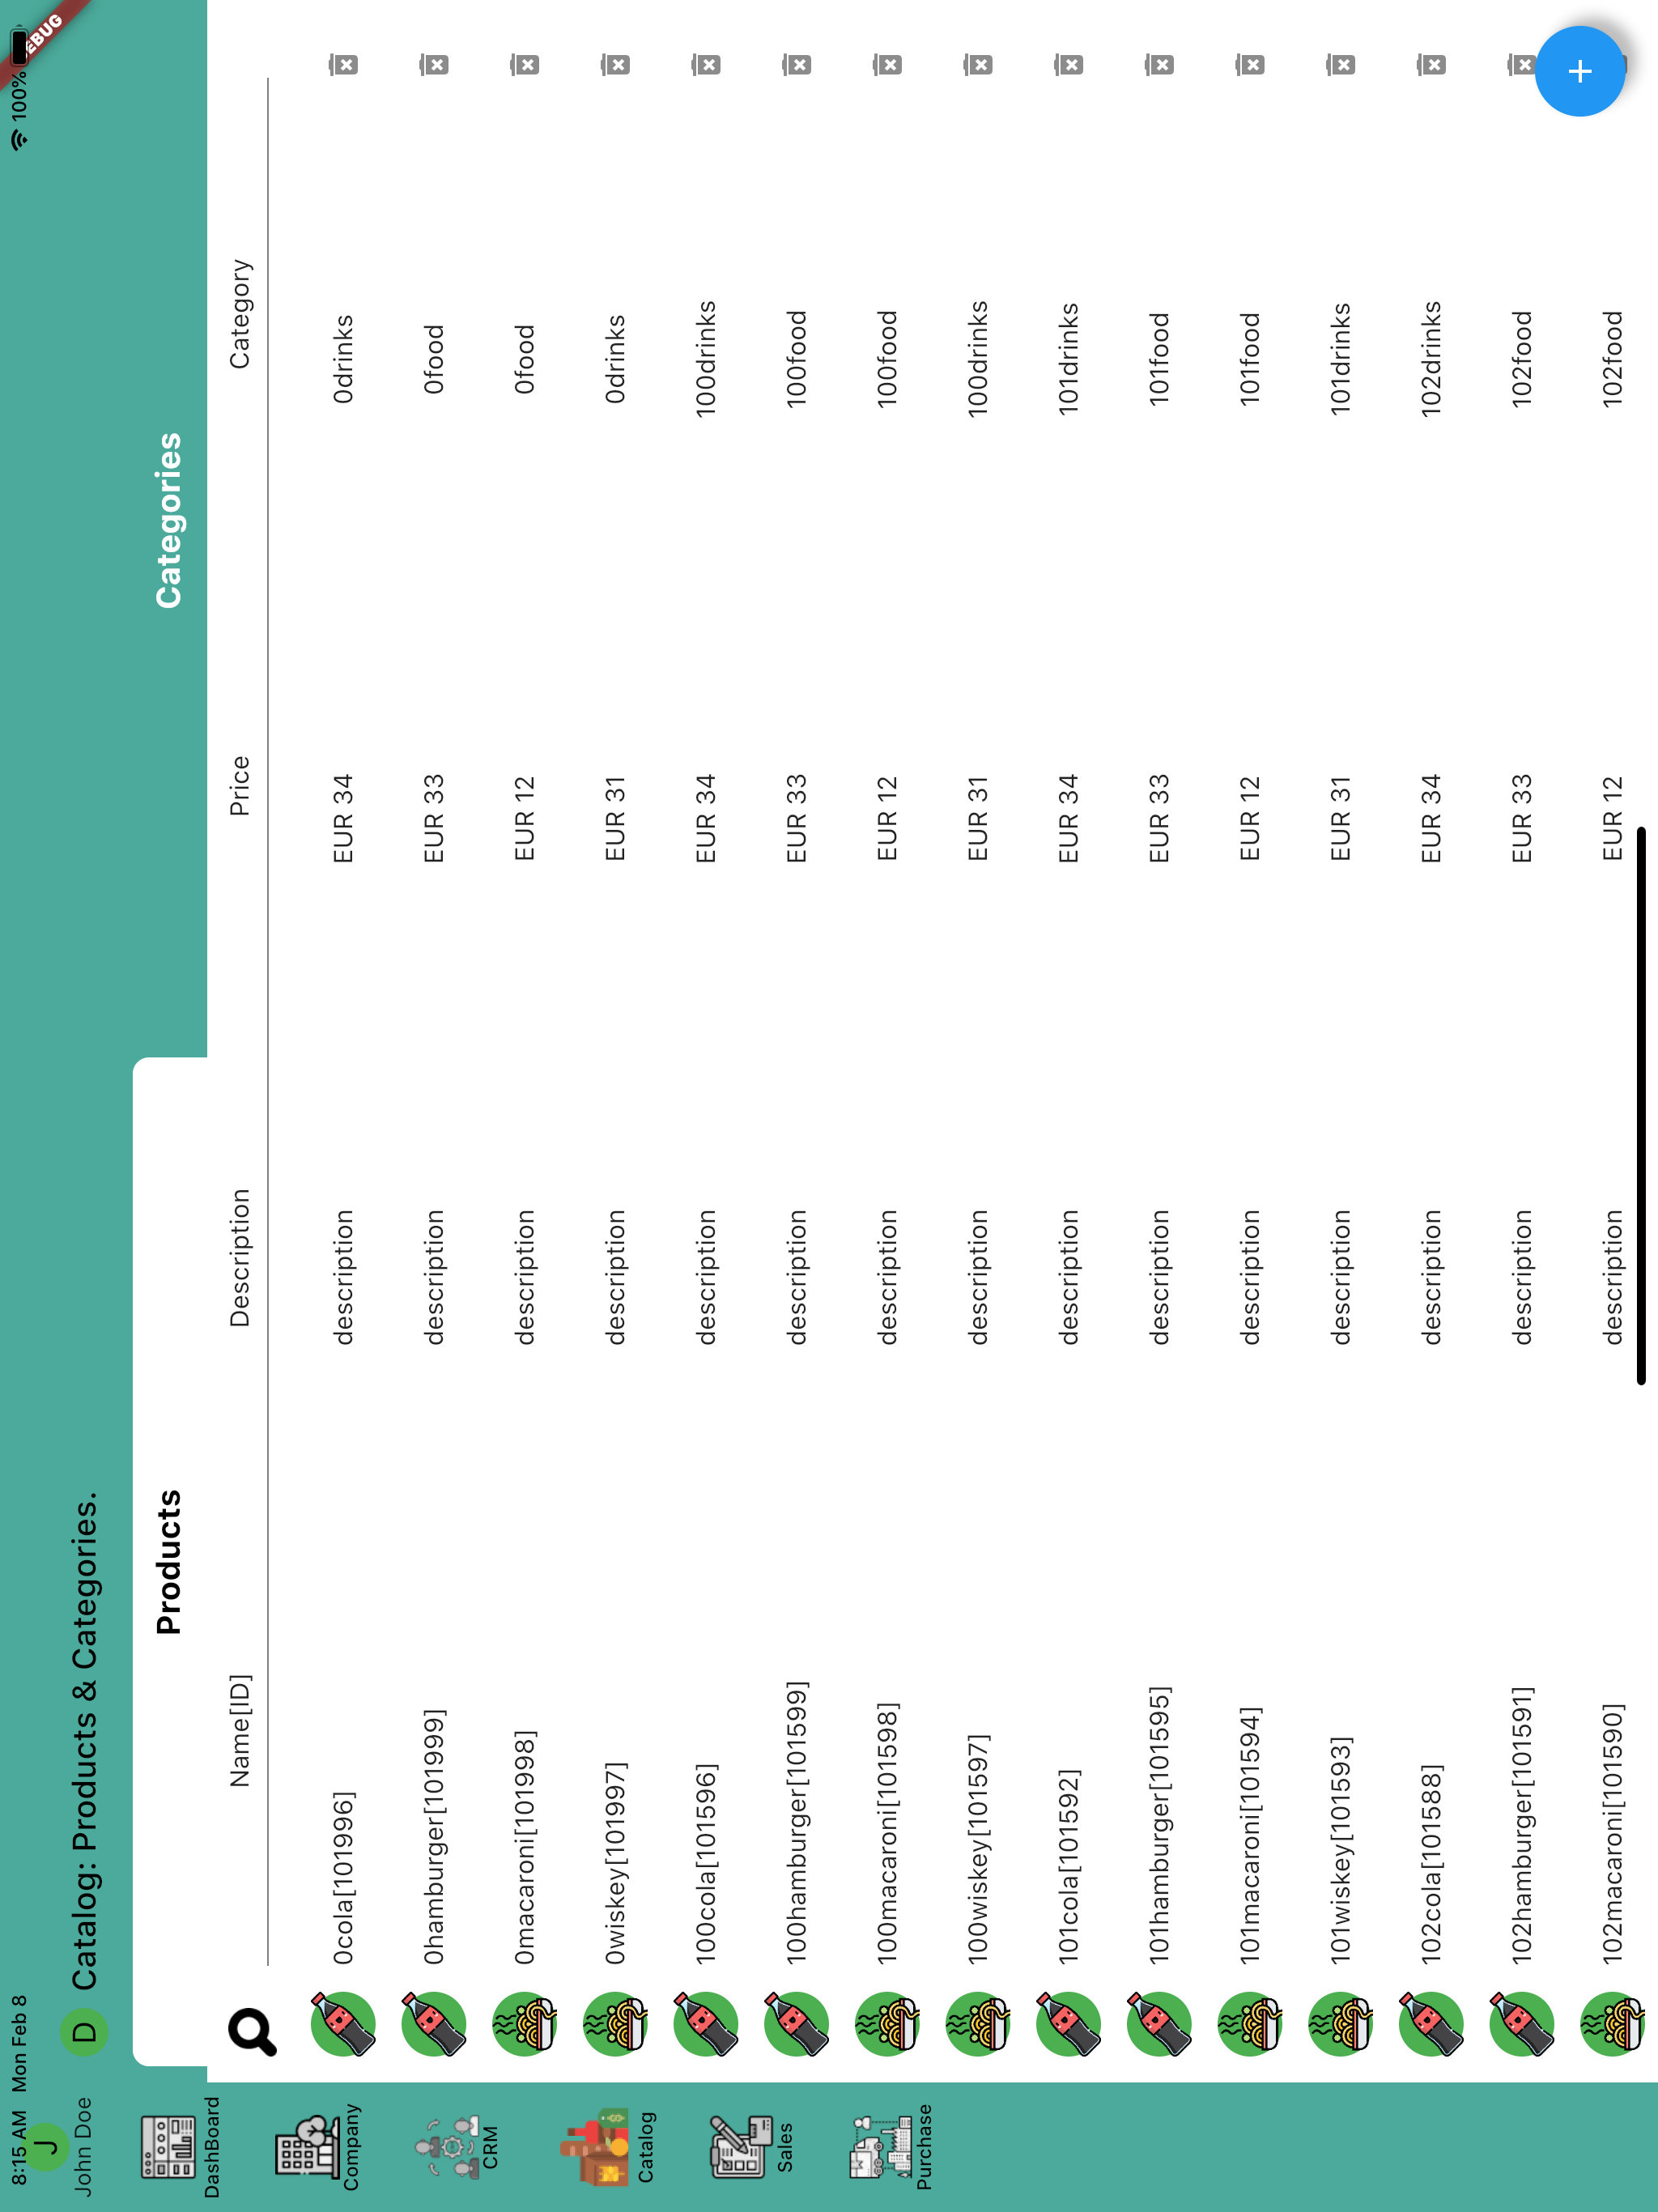 8:15 AM Mon Feb 8
100%
J
John Doe
D
Catalog: Products & Categories.
Products
Categories
DashBoard
Company
CRM
Catalog
Sales
Purchase
Name[ID] Description Price Category
0cola[101996] description EUR 34 0drinks
0hamburger[101999] description EUR 33 0food
0macaroni[101998] description EUR 12 0food
0wiskey[101997] description EUR 31 0drinks
100cola[101596] description EUR 34 100drinks
100hamburger[101599] description EUR 33 100food
100macaroni[101598] description EUR 12 100food
100wiskey[101597] description EUR 31 100drinks
101cola[101592] description EUR 34 101drinks
101hamburger[101595] description EUR 33 101food
101macaroni[101594] description EUR 12 101food
101wiskey[101593] description EUR 31 101drinks
102cola[101588] description EUR 34 102drinks
102hamburger[101591] description EUR 33 102food
102macaroni[101590] description EUR 12 102food